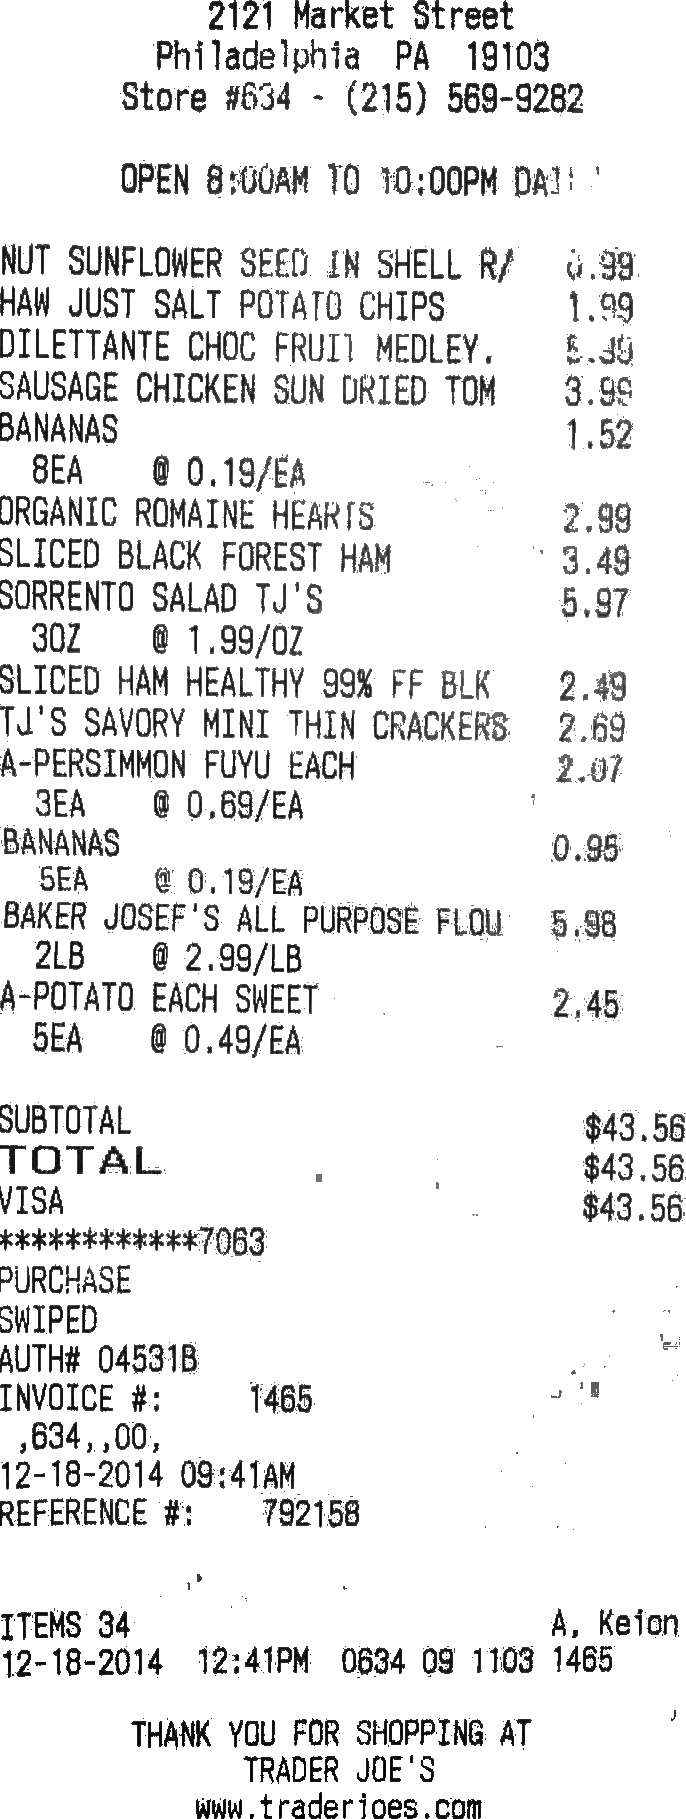 2121 Market Street
Philadelphia PA 19103
Store #634 - (215) 569-9282
OPEN 8:00AM TO 10:00PM
NUT SUNFLOWER SEED IN SHELL R/ 0.99
HAW JUST SALT POTATO CHIPS 1.99
DILETTANTE CHOC FRUIT MEDLEY. 5.99
SAUSAGE CHICKEN SUN DRIED TOM 3.99
BANANAS 1.52
8EA @ 0.19/EA
ORGANIC ROMAINE HEARTS 2.99
SLICED BLACK FOREST HAM 3.49
SORRENTO SALAD TJ'S 5.97
3OZ @ 1.99/OZ
SLICED HAM HEALTHY 99% FF BLK 2.49
TJ'S SAVORY MINI THIN CRACKERS 2.69
A-PERSIMMON FUYU EACH 2.07
3EA @ 0.69/EA
BANANAS 0.95
5EA @ 0.19/EA
BAKER JOSEF'S ALL PURPOSE FLOU 5.98
2LB @ 2.99/LB
A-POTATO EACH SWEET 2.45
5EA @ 0.49/EA
SUBTOTAL $43.56
TOTAL $43.56
VISA $43.56
************7063
PURCHASE
SWIPED
AUTH# 04531B
INVOICE #: 1465
,634,,00,
12-18-2014 09:41AM
REFERENCE #: 792158
ITEMS 34 A, Keion
12-18-2014 12:41PM 0634 09 1103 1465
THANK YOU FOR SHOPPING AT
TRADER JOE'S
www.traderjoes.com